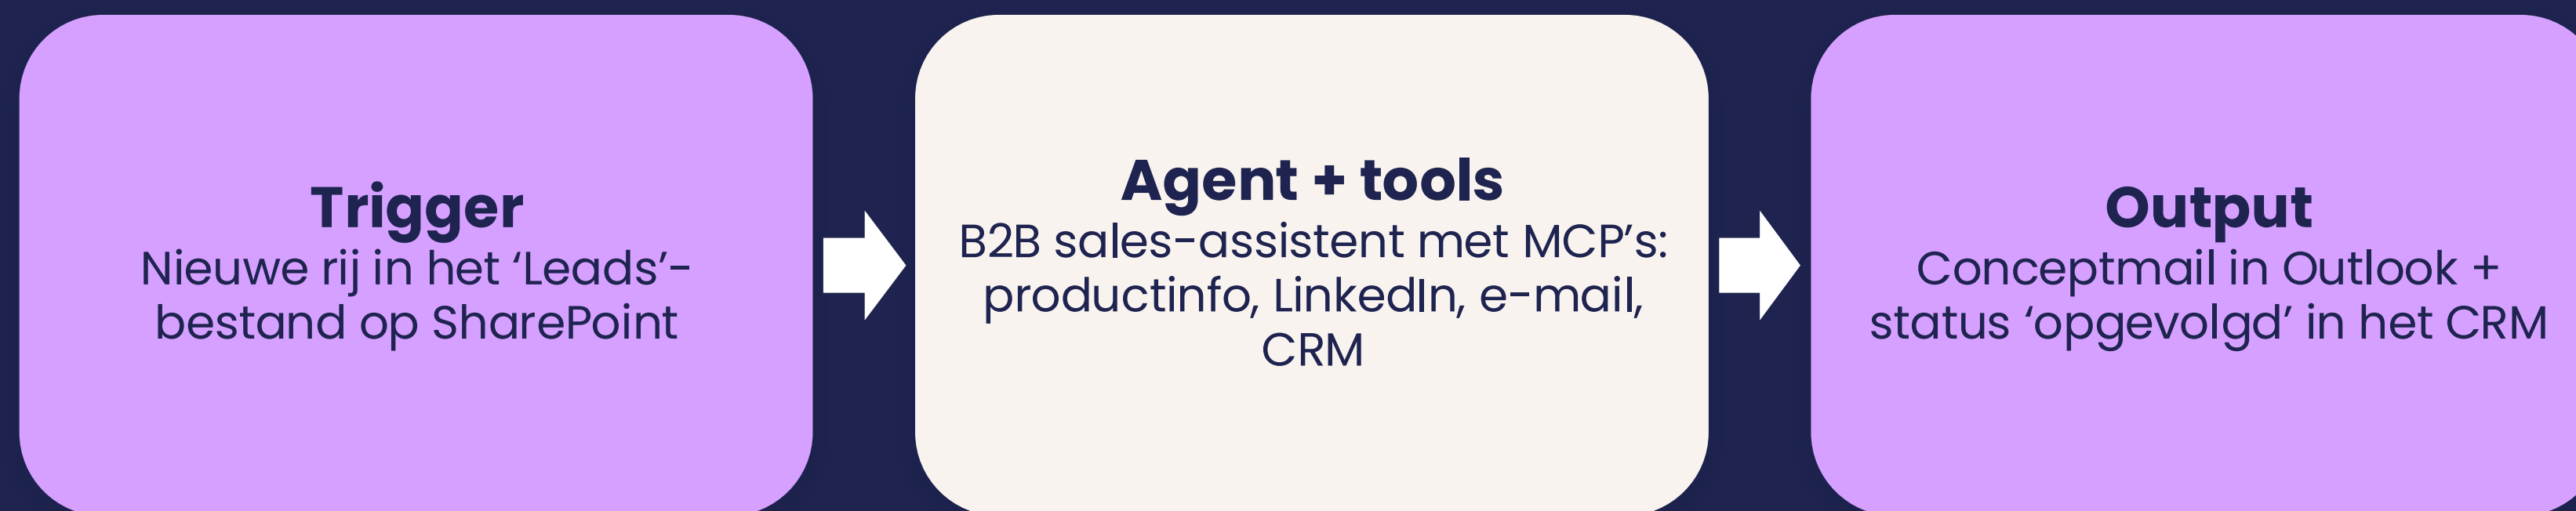 Trigger
Nieuwe rij in het ‘Leads’-
bestand op SharePoint
Agent + tools
B2B sales-assistent met MCP’s:
productinfo, LinkedIn, e-mail,
CRM
Output
Conceptmail in Outlook +
status ‘opgevolgd’ in het CRM